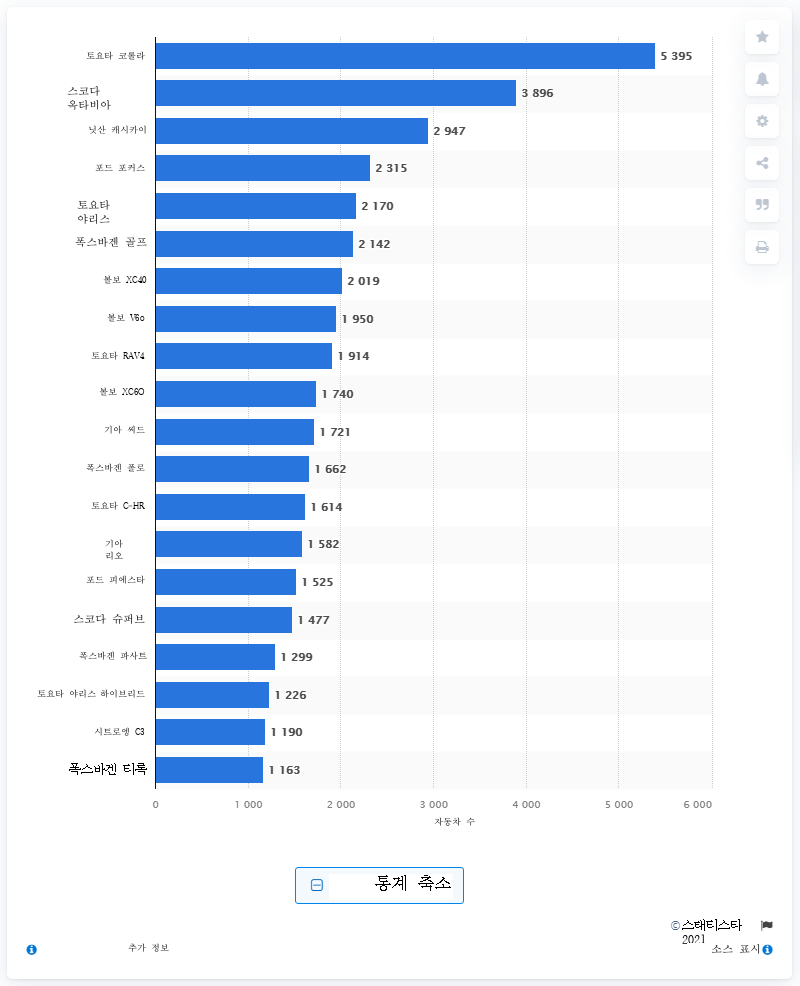 토요타 코롤라
5 395
스코다
옥타비아
3 896
닛산 캐시카이
2 947
포드 포커스
2 315
토요타
야리스
2 170
폭스바겐 골프
2 142
볼보 XC40
2 019
볼보 V6o
1 950
토요타 RAV4
1 914
볼보 XC6O
1 740
기아 씨드
1 721
폭스바겐 폴로
1 662
토요타 C-HR
1 614
기아
리오
1 582
포드 피에스타
1 525
스코다 슈퍼브
1 477
폭스바겐 파사트
1 299
토요타 야리스 하이브리드
1 226
시트로엥 C3
1 190
폭스바겐 티록
1 163
0 1 000 2 000 3 000 4 000 5 000 6 000
자동차 수
통계 축소
©스태티스타
2021
추가 정보
소스 표시